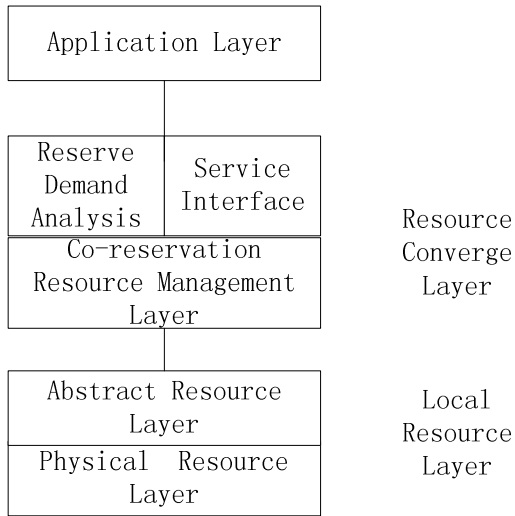 Application Layer
Reserve
Demand
Analysis
Service
Interface
Co-reservation
Resource Management
Layer
Resource
Converge
Layer
Abstract Resource
Layer
Physical Resource
Layer
Local
Resource
Layer